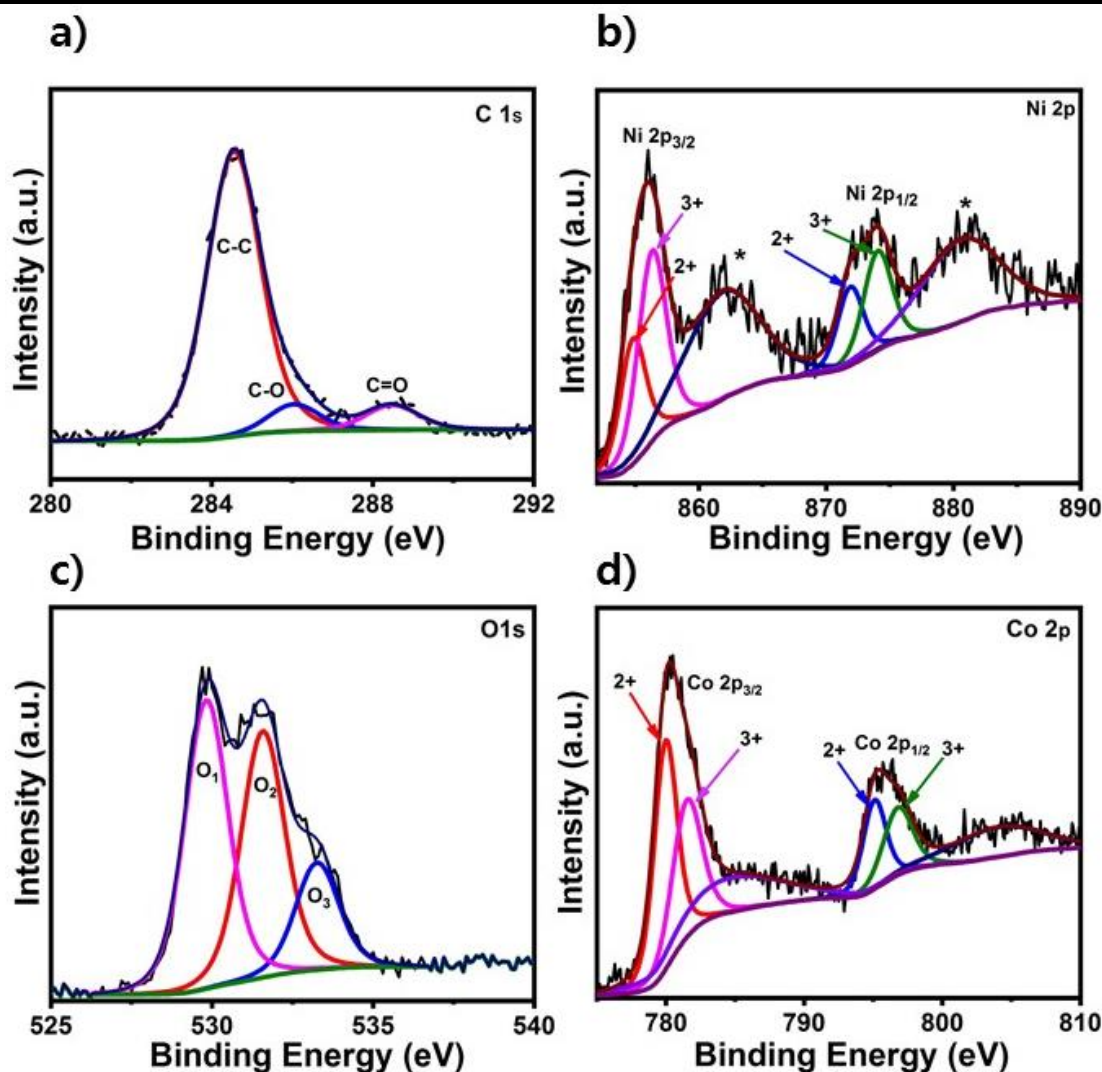 a)
C 1s
C-C
C-O
C=O
Intensity (a.u.)
280 284 288 292
Binding Energy (eV)
b)
Ni 2p
Ni 2p3/2
3+
2+
*
Ni 2p1/2
3+
2+
*
Intensity (a.u.)
860 870 880 890
Binding Energy (eV)
c)
O1s
O1
O2
O3
Intensity (a.u.)
525 530 535 540
Binding Energy (eV)
d)
Co 2p
2+
Co 2p3/2
3+
2+
Co 2p1/2
3+
Intensity (a.u.)
780 790 800 810
Binding Energy (eV)